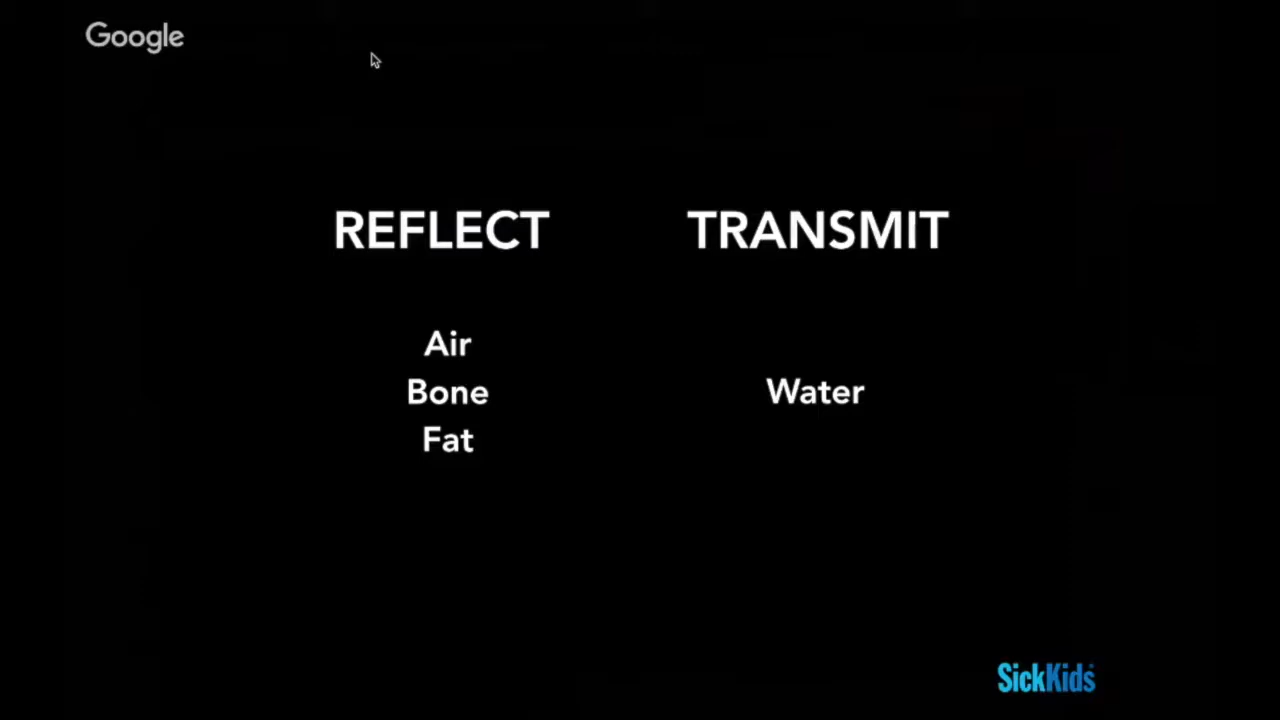 Google
REFLECT
TRANSMIT
Air
Bone
Water
Fat
SickKids